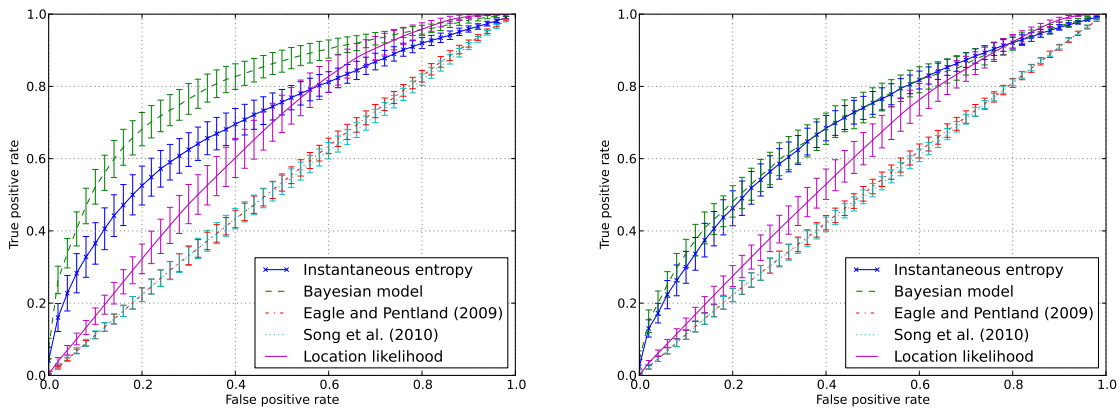 1.0
0.8
0.6
0.4
0.2
0.0
True positive rate
0.0 0.2 0.4 0.6 0.8 1.0
False positive rate
Instantaneous entropy
Bayesian model
Eagle and Pentland (2009)
Song et al. (2010)
Location likelihood
1.0
0.8
0.6
0.4
0.2
0.0
True positive rate
0.0 0.2 0.4 0.6 0.8 1.0
False positive rate
Instantaneous entropy
Bayesian model
Eagle and Pentland (2009)
Song et al. (2010)
Location likelihood